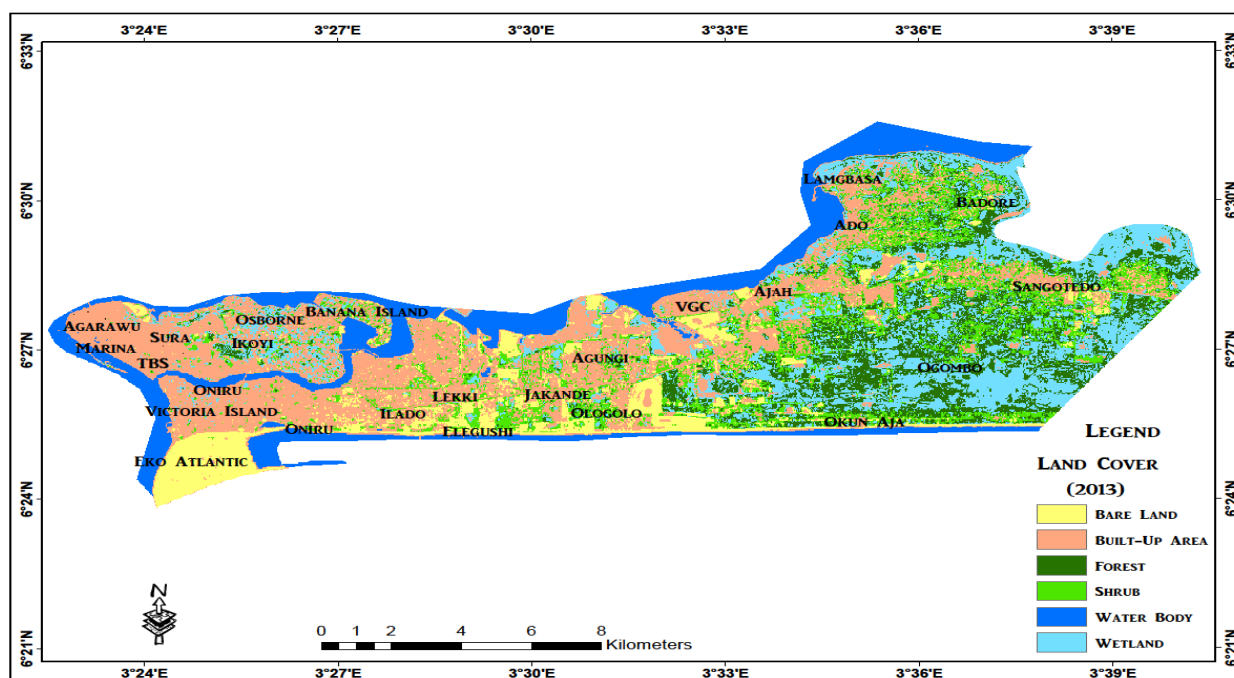 3°24'E 3°27'E 3°30'E 3°33'E 3°36'E 3°39'E
6°33'N 6°33'N
LAMGBASA
6°30'N BADORE 6°30'N
ADO
SANGOTEDO
AJAH
VGC
BANANA ISLAND
OSBORNE
AGARAWU
SURA
IKOYI
MARINA
6°27'N 6°27'N
TBS
AGUNGI
OGOMBO
ONIRU
LEKKI
JAKANDE
VICTORIA ISLAND
ILADO
OLOGOLO
ONIRU
ELEGUSHI
OKUN AJA
EKO ATLANTIC
6°24'N 6°24'N
LEGEND
LAND COVER
(2013)
BARE LAND
BUILT-UP AREA
FOREST
SHRUB
WATER BODY
WETLAND
N
0 1 2 4 6 8
Kilometers
6°21'N 6°21'N
3°24'E 3°27'E 3°30'E 3°33'E 3°36'E 3°39'E